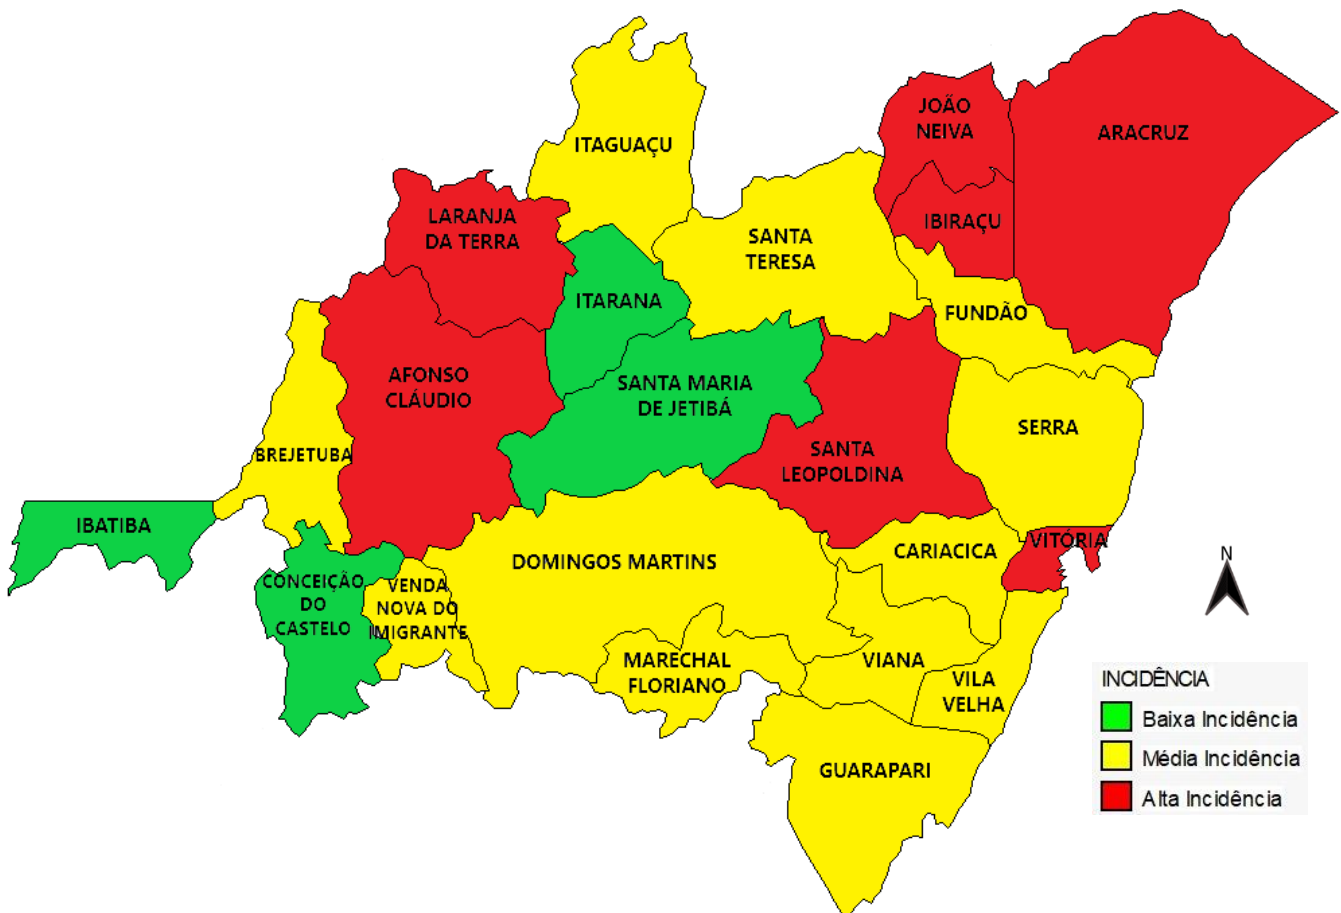 JOÃO
NEIVA
ARACRUZ
ITAGUAÇU
LARANJA
DA TERRA
IBIRAÇU
SANTA
TERESA
ITARANA
FUNDÃO
AFONSO
CLÁUDIO
SANTA MARIA
DE JETIBÁ
SERRA
BREJETUBA
SANTA
LEOPOLDINA
IBATIBA
VITÓRIA
CARIACICA
DOMINGOS MARTINS
N
CONCEIÇÃO
DO
CASTELO
VENDA
NOVA DO
IMIGRANTE
MARECHAL
FLORIANO
VIANA
VILA
VELHA
GUARAPARI
INCIDÊNCIA
Baixa Incidência
Média Incidência
Alta Incidência